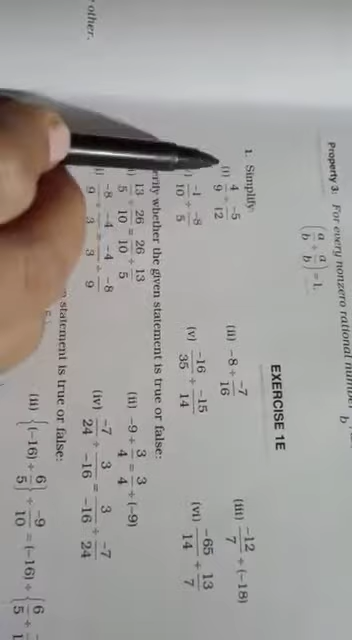 other.
Property 3: For every nonzero rational
(a/b ÷ a/b) = 1.
EXERCISE 1E
1. Simplify:
(i) 4/9 ÷ -5/12 (ii) -8 ÷ -7/16 (iii) -12/7 ÷ (-18)
-1/10 ÷ -8/5 (v) -16/35 ÷ -15/14 (vi) -65/14 ÷ 13/7
whether the given statement is true or false:
13/5 ÷ 26/10 = 26/10 ÷ 13/5 (ii) -9 ÷ 3/4 = 3/4 ÷ (-9)
-8/9 ÷ -4/3 = -4/3 ÷ -8/9 (iv) -7/24 ÷ 3/-16 = 3/-16 ÷ -7/24
statement is true or false:
(ii) {(-16) ÷ 6/5} ÷ -9/10 = (-16) ÷ {6/5 ÷